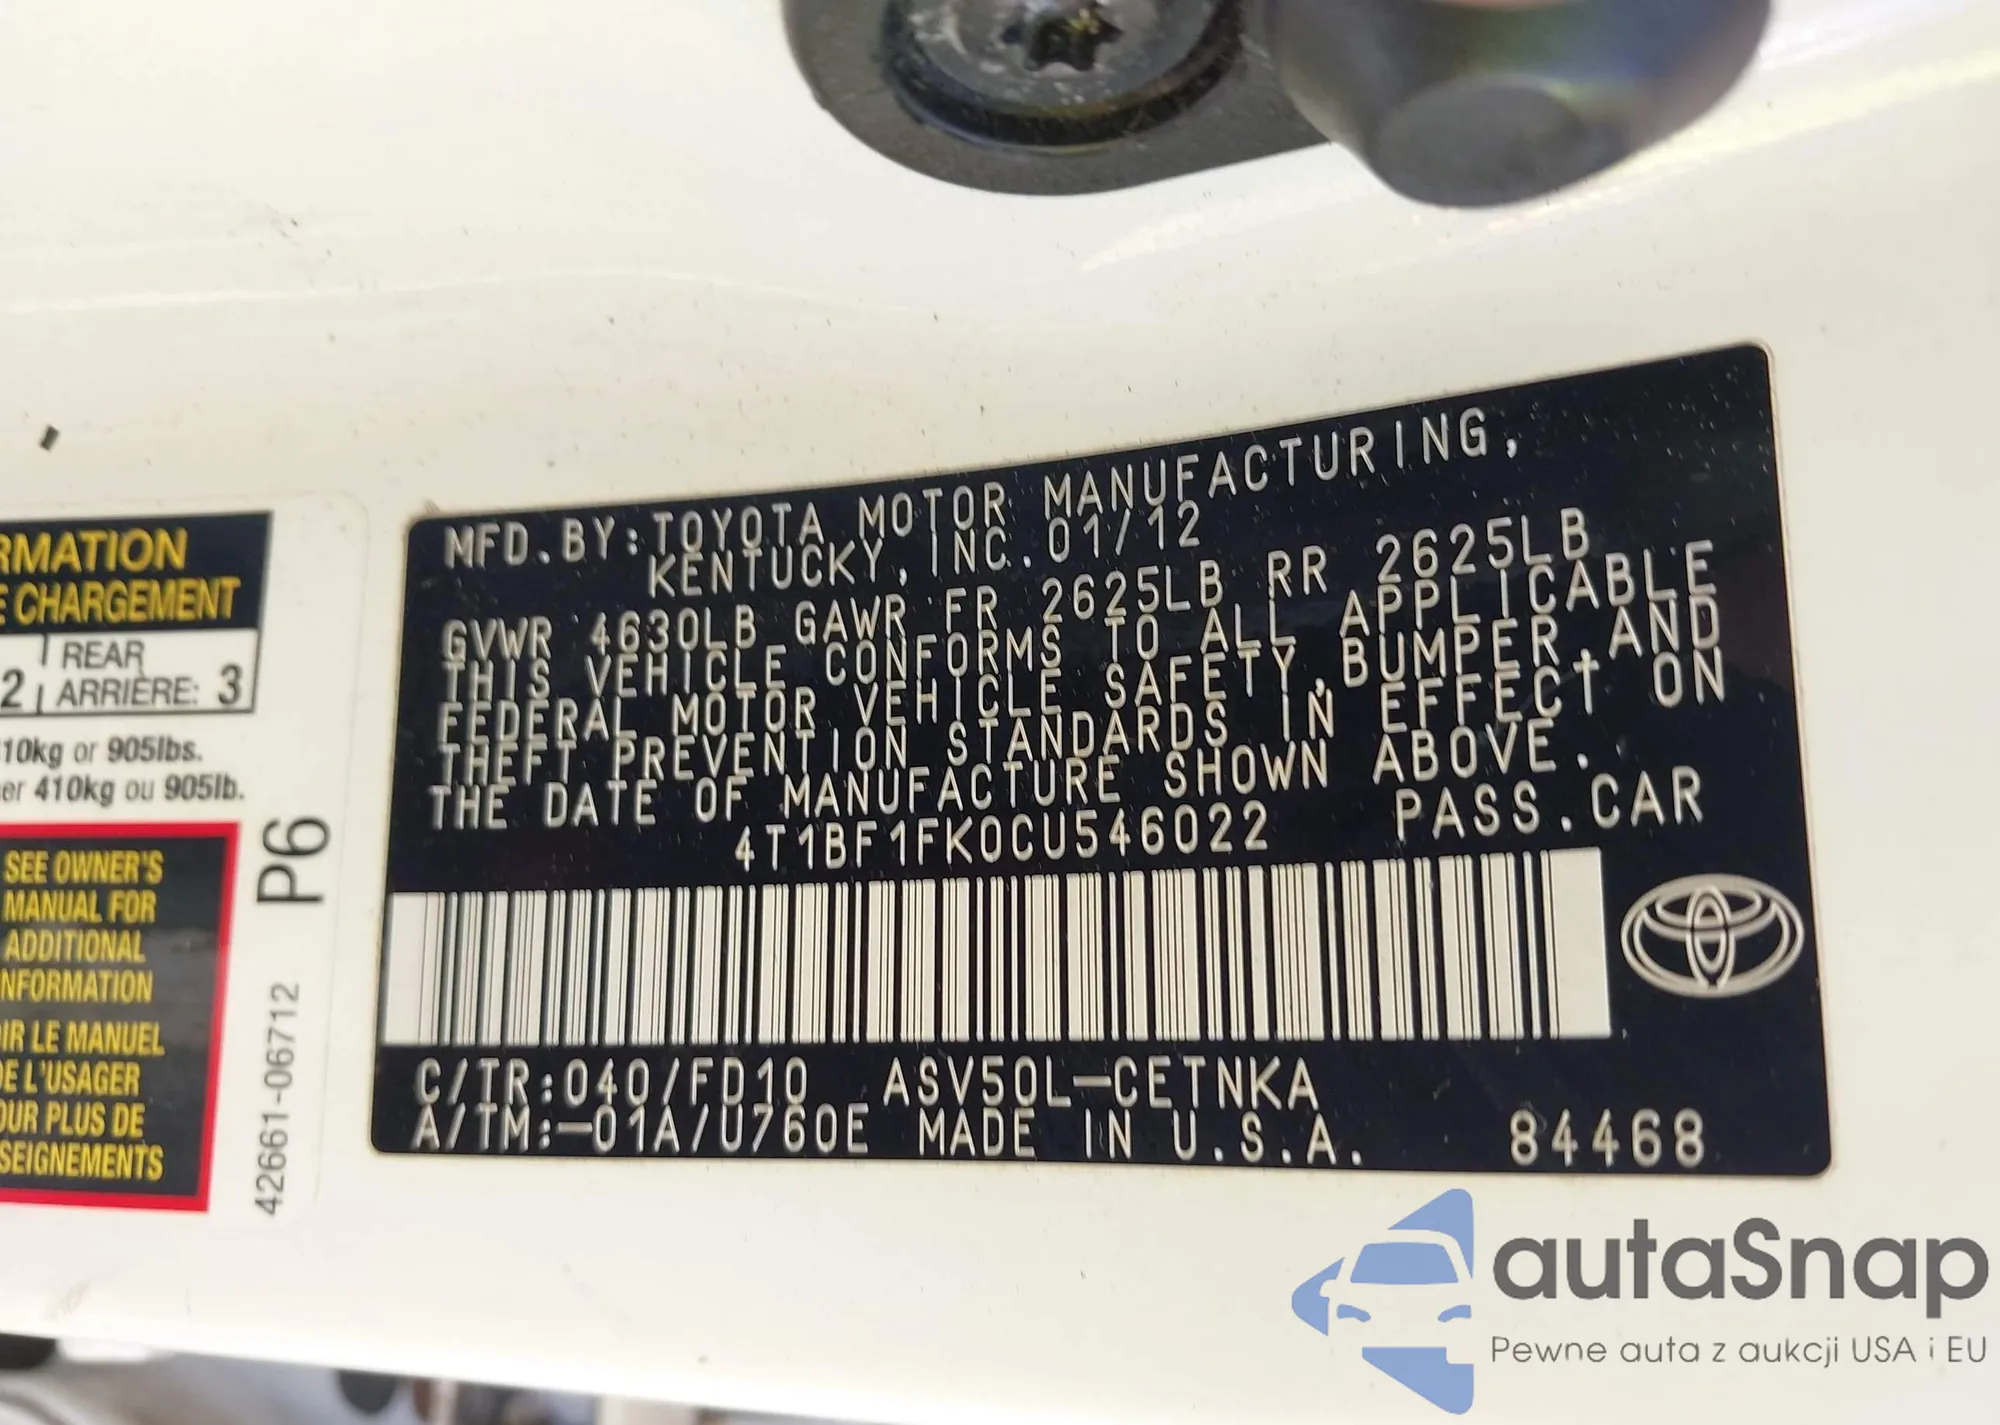 RMATION
E CHARGEMENT
2 REAR
ARRIÈRE: 3
10kg or 905lbs.
er 410kg ou 905lb.
SEE OWNER'S
MANUAL FOR
ADDITIONAL
NFORMATION
OIR LE MANUEL
DE L'USAGER
OUR PLUS DE
SEIGNEMENTS
P6
42661-06712
MFD.BY:TOYOTA MOTOR MANUFACTURING,
KENTUCKY, INC.01/12
GVWR 4630LB GAWR FR 2625LB RR 2625LB
THIS VEHICLE CONFORMS TO ALL APPLICABLE
FEDERAL MOTOR VEHICLE SAFETY,BUMPER,AND
THEFT PREVENTION STANDARDS IN EFFECT ON
THE DATE OF MANUFACTURE SHOWN ABOVE.
4T1BF1FK0CU546022 PASS.CAR
C/TR:040/FD10 ASV50L-CETNKA
A/TM:-01A/U760E MADE IN U.S.A. 84468
autaSnap
Pewne auta z aukcji USA i EU